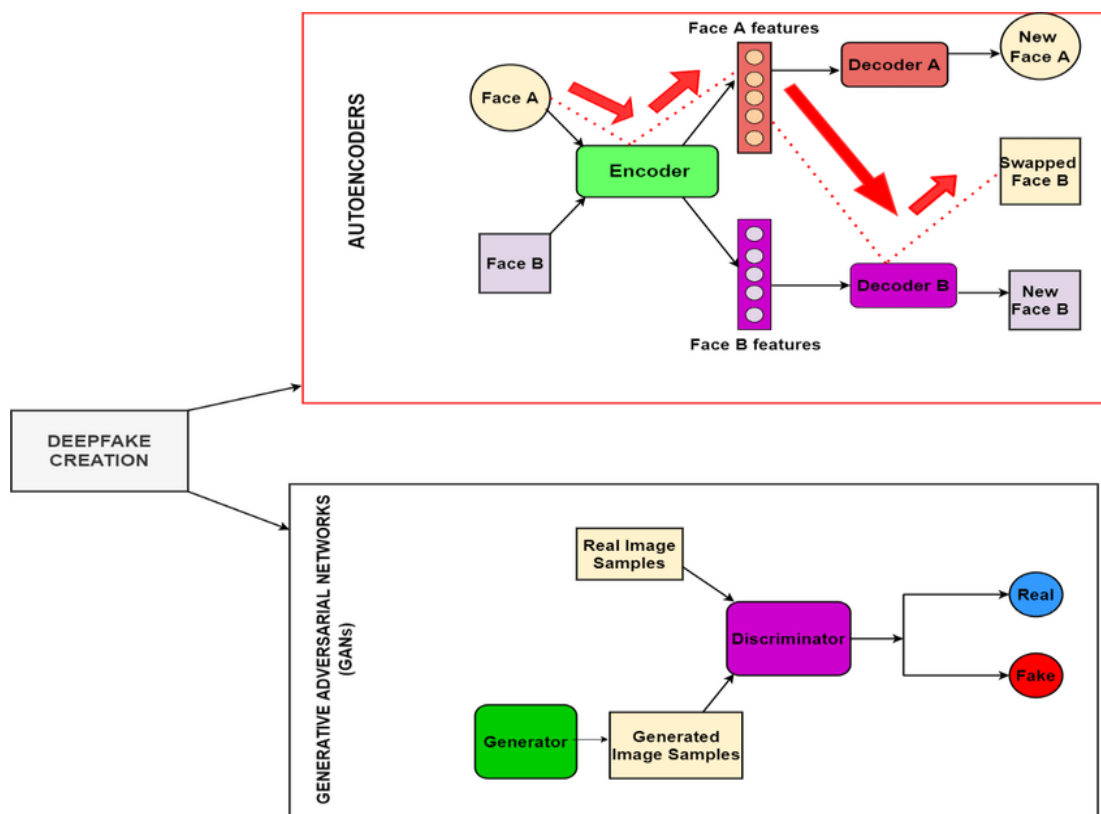 DEEPFAKE
CREATION
AUTOENCODERS
Face A features
Face A
Encoder
Face B
Decoder A
New
Face A
Swapped
Face B
Decoder B
New
Face B
Face B features
GENERATIVE ADVERSARIAL NETWORKS
(GANs)
Real Image
Samples
Discriminator
Real
Fake
Generator
Generated
Image Samples